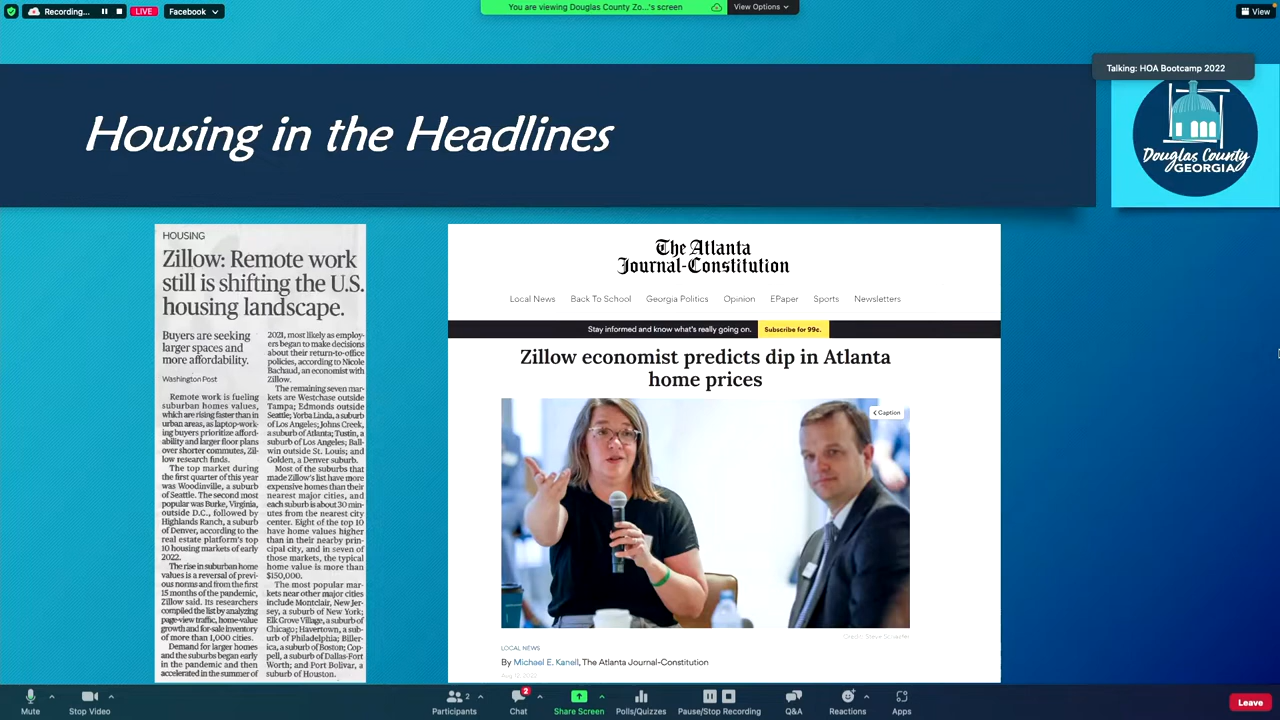 Recording...
LIVE
Facebook
You are viewing Douglas County Zo...'s screen
View Options
View
Talking: HOA Bootcamp 2022
Housing in the Headlines
Douglas County
GEORGIA
HOUSING
Zillow: Remote work
still is shifting the U.S.
housing landscape.
Buyers are seeking
larger spaces and
more affordability.
Washington Post
Remote work is fueling
suburban homes values,
which are rising faster than in
urban areas, as laptop-work-
ing buyers prioritize afford-
ability and larger floor plans
over shorter commutes, Zil-
low research finds.
The top market during
the first quarter of this year
was Woodinville, a suburb
of Seattle. The second most
popular was Burke, Virginia,
outside D.C., followed by
Highlands Ranch, a suburb
of Denver, according to the
real estate platform's top
10 housing markets of early
2022.
The rise in suburban home
values is a reversal of previ-
ous norms and from the first
15 months of the pandemic,
Zillow said. Its researchers
compiled the list by analyzing
page-view traffic, home-value
growth and for-sale inventory
of more than 1,000 cities.
Demand for larger homes
and the suburbs began early
in the pandemic and then
accelerated in the summer of
2021, most likely as employ-
ers began to make decisions
about their return-to-office
policies, according to Nicole
Bachaud, an economist with
Zillow.
The remaining seven mar-
kets are Westchase outside
Tampa; Edmonds outside
Seattle; Yorba Linda, a suburb
of Los Angeles; Johns Creek,
a suburb of Atlanta; Tustin, a
suburb of Los Angeles; Ball-
win outside St. Louis; and
Golden, a Denver suburb.
Most of the suburbs that
made Zillow's list have more
expensive homes than their
nearest major cities, and
each suburb is about 30 min-
utes from the nearest city
center. Eight of the top 10
have home values higher
than in their nearby prin-
cipal city, and in seven of
those markets, the typical
home value is more than
$150,000.
The most popular mar-
kets near other major cities
include Montclair, New Jer-
sey, a suburb of New York;
Elk Grove Village, a suburb of
Chicago; Havertown, a sub-
urb of Philadelphia; Biller-
ica, a suburb of Boston; Cop-
pell, a suburb of Dallas-Fort
Worth; and Port Bolivar, a
suburb of Houston.
The Atlanta
Journal-Constitution
Local News
Back To School
Georgia Politics
Opinion
EPaper
Sports
Newsletters
Stay informed and know what's really going on.
Subscribe for 99¢.
Zillow economist predicts dip in Atlanta
home prices
Caption
Credit: Steve Schaefer
LOCAL NEWS
By Michael E. Kanell, The Atlanta Journal-Constitution
Aug 12, 2022
Mute
Stop Video
Participants
2
Chat
2
Share Screen
Polls/Quizzes
Pause/Stop Recording
Q&A
Reactions
Apps
Leave